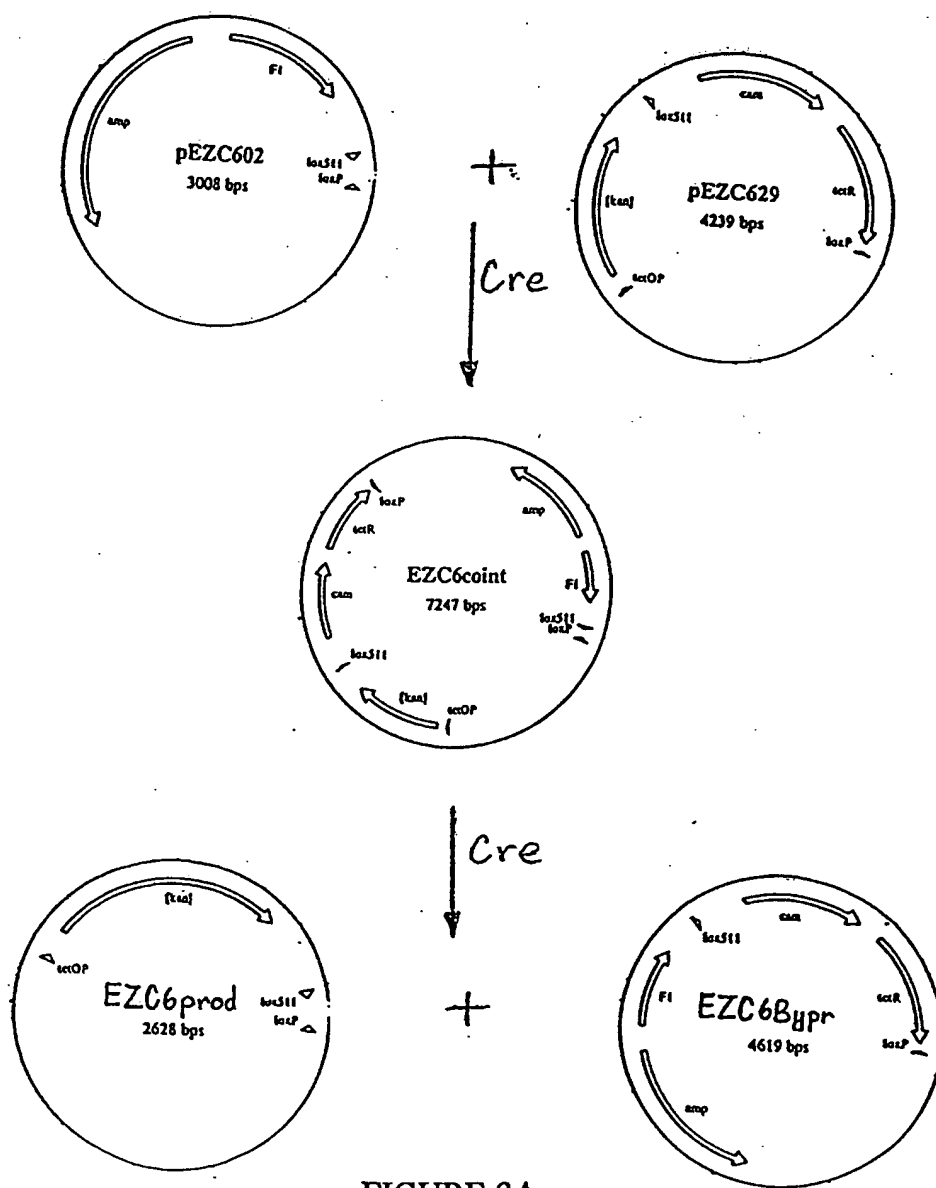 amp
F1
lox511
loxP
pEZC602
3008 bps
+
cam
lox511
tetR
[kan]
pEZC629
4239 bps
loxP
tetOP
Cre
loxP
tetR
amp
EZC6coint
7247 bps
cam
F1
lox511
loxP
lox511
[kan]
tetOP
Cre
[kan]
tetOP
EZC6prod
2628 bps
lox511
loxP
+
cam
lox511
F1
tetR
EZC6Bypr
4619 bps
loxP
amp
FIGURE